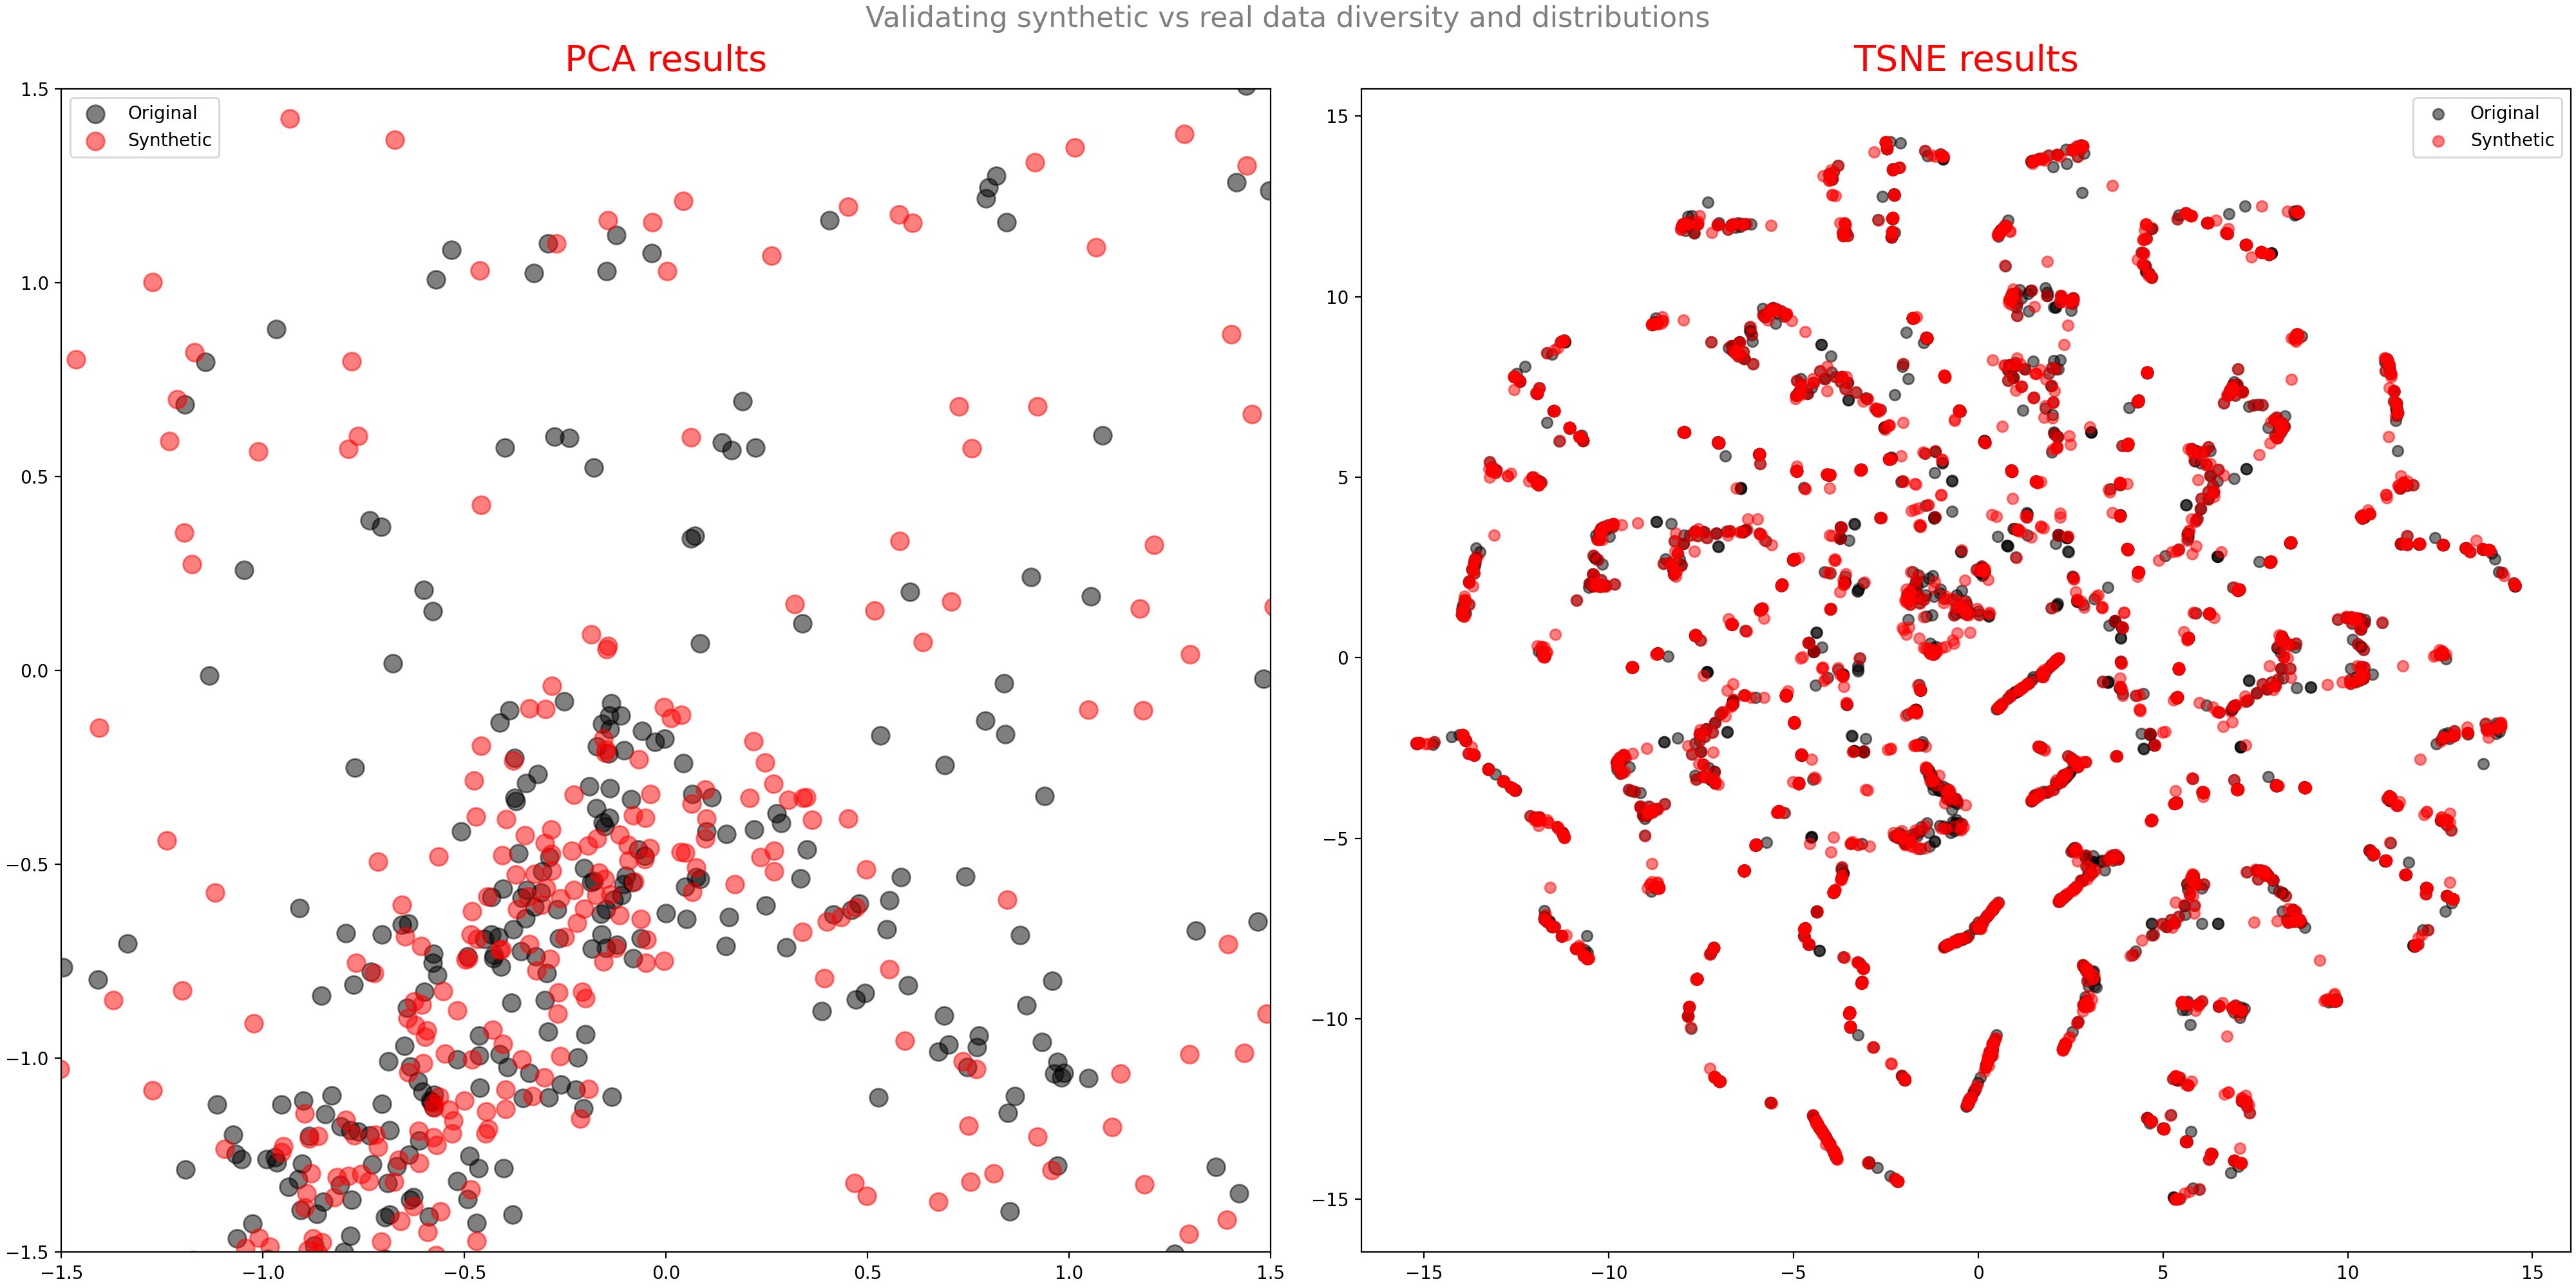 Validating synthetic vs real data diversity and distributions
PCA results
1.5
1.0
0.5
0.0
−0.5
−1.0
−1.5
−1.5 −1.0 −0.5 0.0 0.5 1.0 1.5
Original
Synthetic
TSNE results
15
10
5
0
−5
−10
−15
−15 −10 −5 0 5 10 15
Original
Synthetic